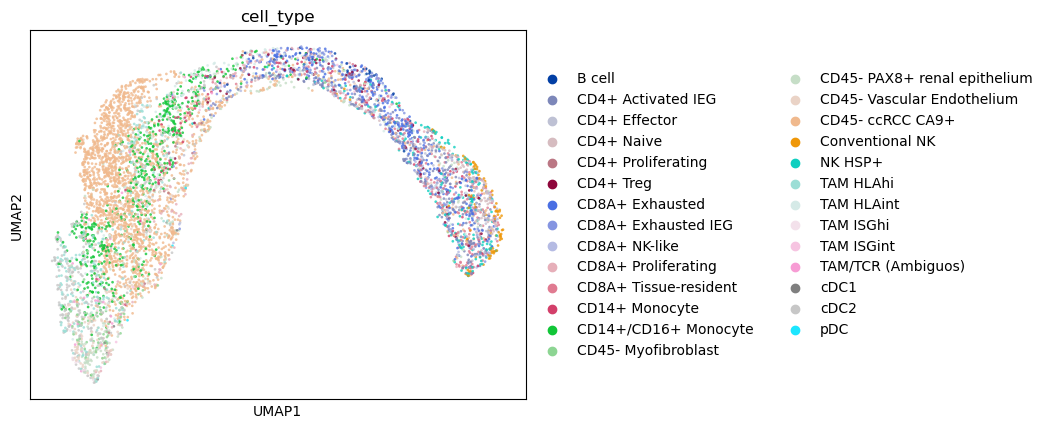 cell_type
UMAP2
UMAP1
B cell
CD4+ Activated IEG
CD4+ Effector
CD4+ Naive
CD4+ Proliferating
CD4+ Treg
CD8A+ Exhausted
CD8A+ Exhausted IEG
CD8A+ NK-like
CD8A+ Proliferating
CD8A+ Tissue-resident
CD14+ Monocyte
CD14+/CD16+ Monocyte
CD45- Myofibroblast
CD45- PAX8+ renal epithelium
CD45- Vascular Endothelium
CD45- ccRCC CA9+
Conventional NK
NK HSP+
TAM HLAhi
TAM HLAint
TAM ISGhi
TAM ISGint
TAM/TCR (Ambiguos)
cDC1
cDC2
pDC